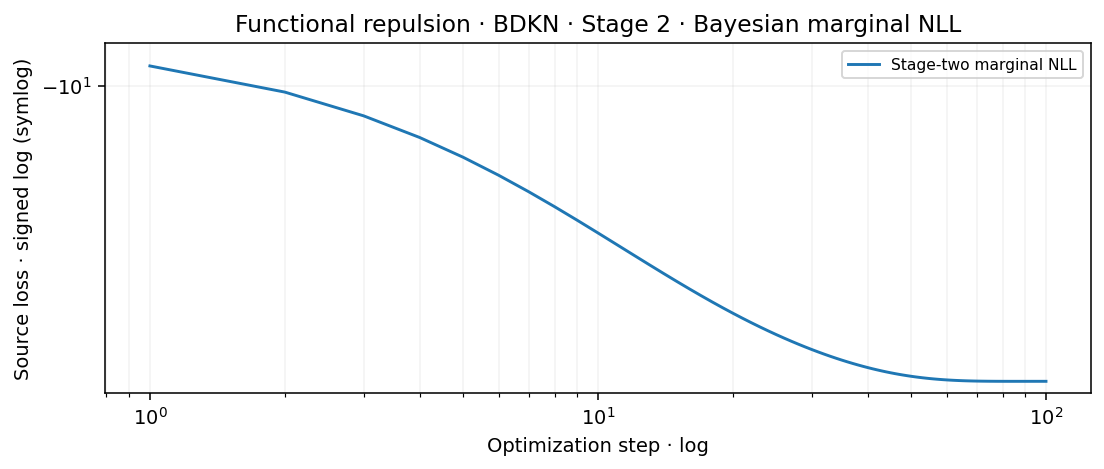 Functional repulsion · BDKN · Stage 2 · Bayesian marginal NLL
Stage-two marginal NLL
−10¹
Source loss · signed log (symlog)
10⁰ 10¹ 10²
Optimization step · log